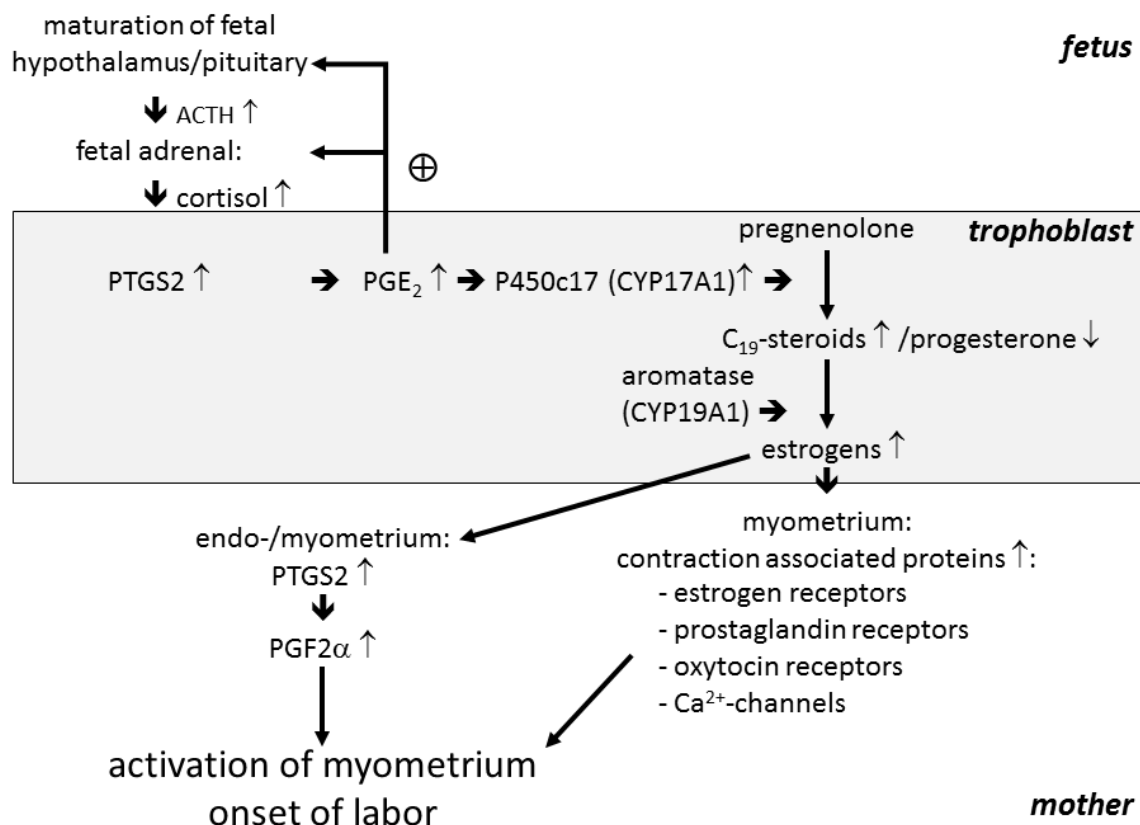 maturation of fetal
hypothalamus/pituitary
fetus
ACTH ↑
fetal adrenal:
⊕
cortisol ↑
pregnenolone
trophoblast
PTGS2 ↑
PGE₂ ↑
P450c17 (CYP17A1)↑
C₁₉-steroids ↑ /progesterone ↓
aromatase
(CYP19A1)
estrogens ↑
endo-/myometrium:
PTGS2 ↑
PGF2α ↑
myometrium:
contraction associated proteins ↑:
- estrogen receptors
- prostaglandin receptors
- oxytocin receptors
- Ca²⁺-channels
activation of myometrium
onset of labor
mother